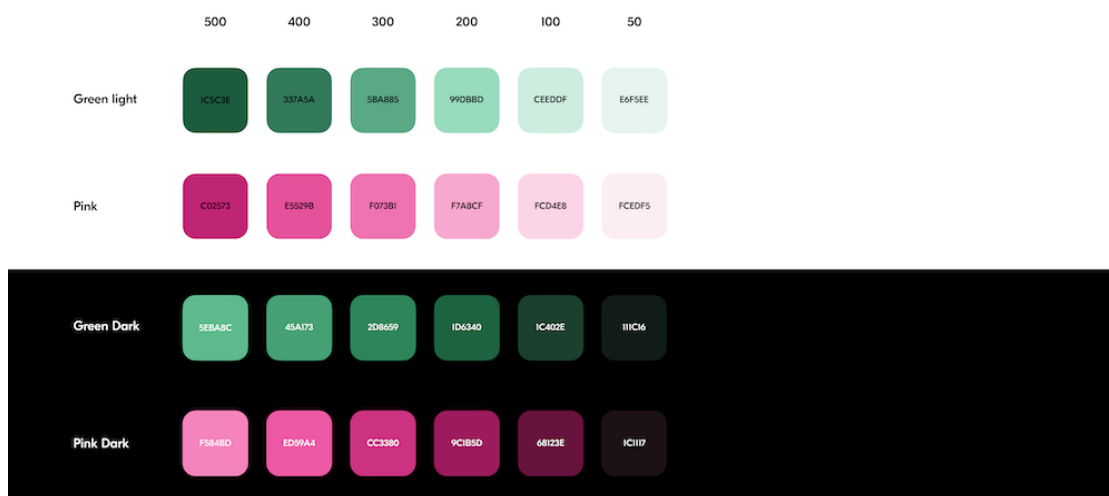 500 400 300 200 100 50
Green light 1C5C3E 337A5A 5BA885 99DBBD CEEDDF E6F5EE
Pink C02573 E5529B F073B1 F7A8CF FCD4E8 FCEDF5
Green Dark 5EBA8C 45A173 2D8659 1D6340 1C402E 111C16
Pink Dark F584BD ED59A4 CC3380 9C1B5D 68123E 1C1117